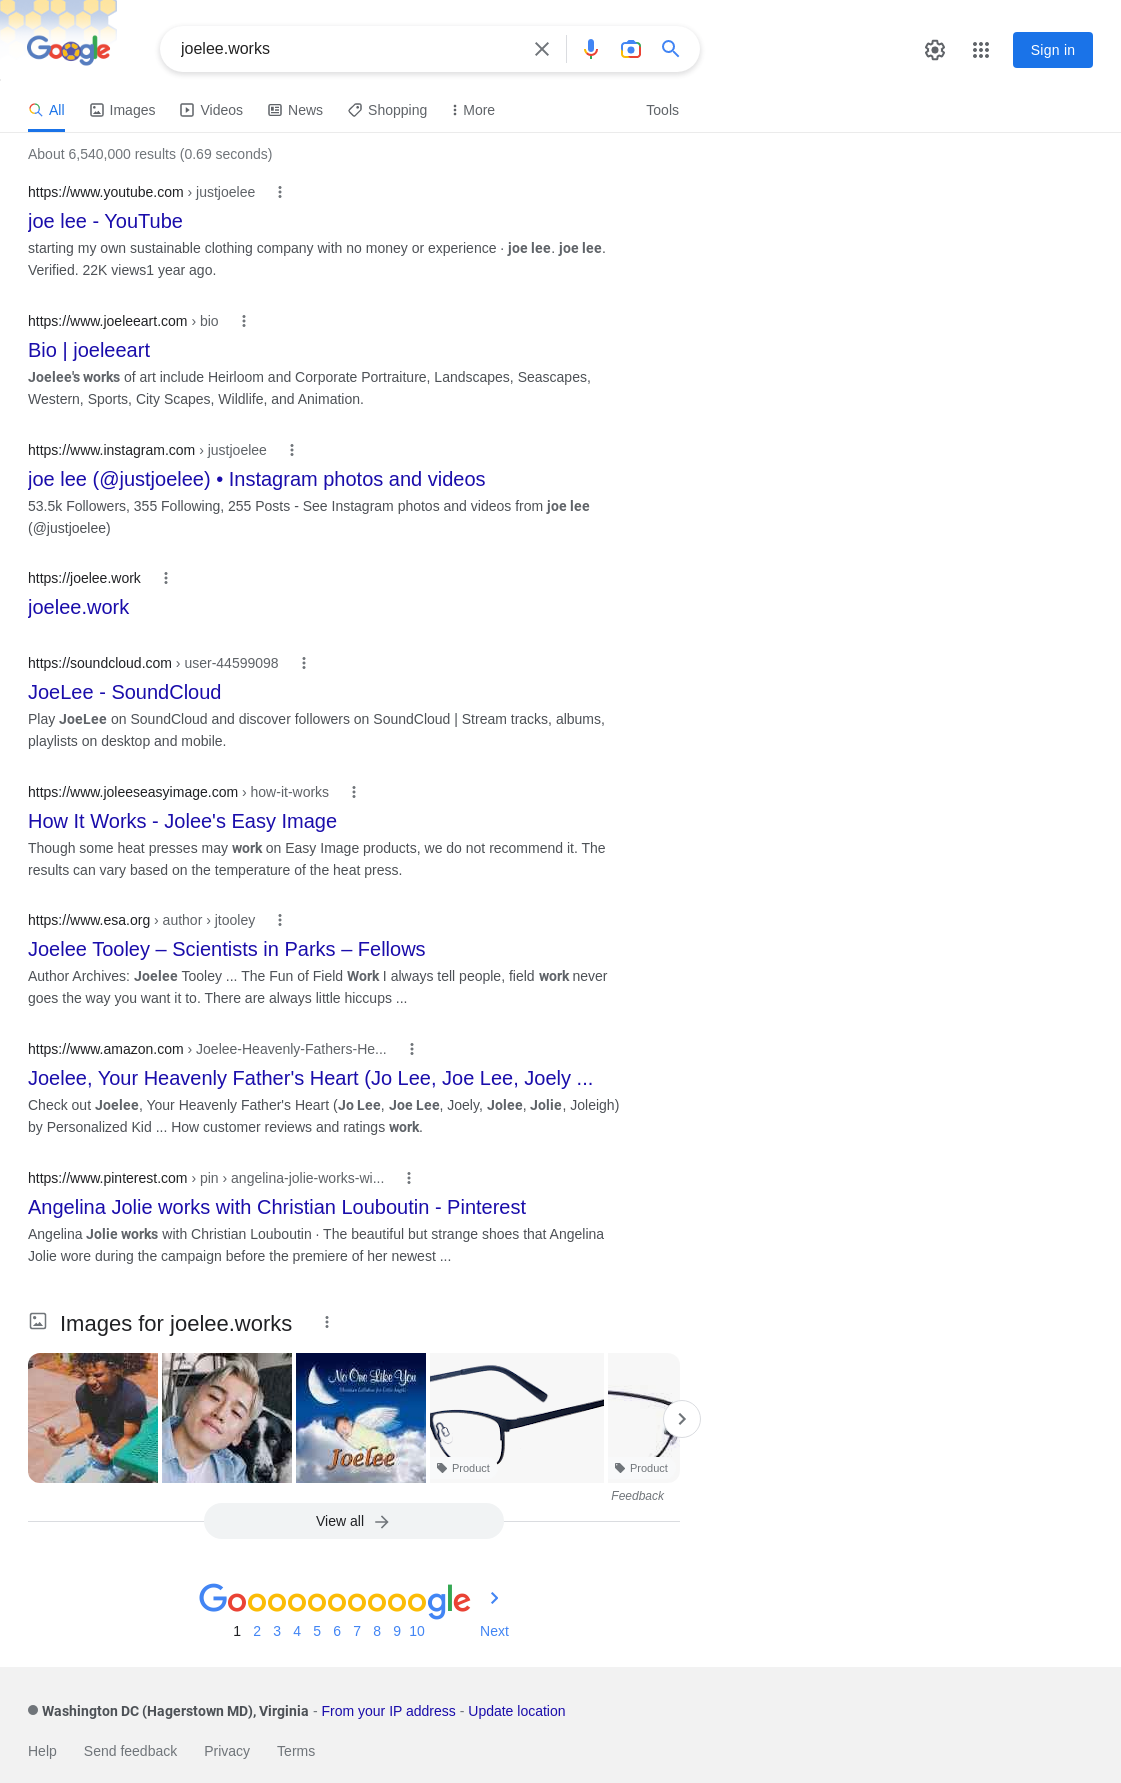 Google
joelee.works
Sign in
All Images Videos News Shopping More Tools
About 6,540,000 results (0.69 seconds)
https://www.youtube.com › justjoelee
joe lee - YouTube
starting my own sustainable clothing company with no money or experience · joe lee. joe lee.
Verified. 22K views1 year ago.
https://www.joeleeart.com › bio
Bio | joeleeart
Joelee's works of art include Heirloom and Corporate Portraiture, Landscapes, Seascapes,
Western, Sports, City Scapes, Wildlife, and Animation.
https://www.instagram.com › justjoelee
joe lee (@justjoelee) • Instagram photos and videos
53.5k Followers, 355 Following, 255 Posts - See Instagram photos and videos from joe lee
(@justjoelee)
https://joelee.work
joelee.work
https://soundcloud.com › user-44599098
JoeLee - SoundCloud
Play JoeLee on SoundCloud and discover followers on SoundCloud | Stream tracks, albums,
playlists on desktop and mobile.
https://www.joleeseasyimage.com › how-it-works
How It Works - Jolee's Easy Image
Though some heat presses may work on Easy Image products, we do not recommend it. The
results can vary based on the temperature of the heat press.
https://www.esa.org › author › jtooley
Joelee Tooley – Scientists in Parks – Fellows
Author Archives: Joelee Tooley ... The Fun of Field Work I always tell people, field work never
goes the way you want it to. There are always little hiccups ...
https://www.amazon.com › Joelee-Heavenly-Fathers-He...
Joelee, Your Heavenly Father's Heart (Jo Lee, Joe Lee, Joely ...
Check out Joelee, Your Heavenly Father's Heart (Jo Lee, Joe Lee, Joely, Jolee, Jolie, Joleigh)
by Personalized Kid ... How customer reviews and ratings work.
https://www.pinterest.com › pin › angelina-jolie-works-wi...
Angelina Jolie works with Christian Louboutin - Pinterest
Angelina Jolie works with Christian Louboutin · The beautiful but strange shoes that Angelina
Jolie wore during the campaign before the premiere of her newest ...
Images for joelee.works
No One Like You
Christian Lullabies for Little Angels
Joelee
Product
Product
Feedback
View all
Goooooooooogle
1 2 3 4 5 6 7 8 9 10 Next
Washington DC (Hagerstown MD), Virginia - From your IP address - Update location
Help Send feedback Privacy Terms